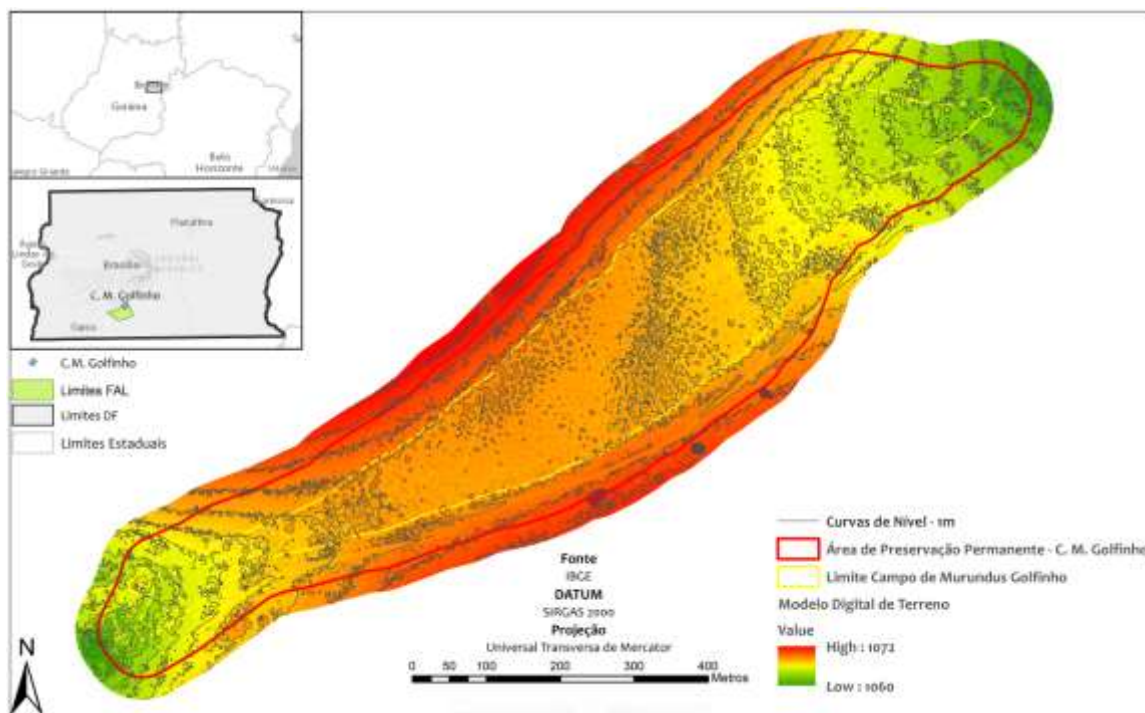 Goiânia
Belo
Horizonte
Planaltina
Brasília
C. M. Golfinho
Gama
C.M. Golfinho
Limites FAL
Limites DF
Limites Estaduais
N
Fonte
IBGE
DATUM
SIRGAS 2000
Projeção
Universal Transversa de Mercator
0 50 100 200 300 400
Metros
Curvas de Nível - 1m
Área de Preservação Permanente - C. M. Golfinho
Limite Campo de Murundus Golfinho
Modelo Digital de Terreno
Value
High : 1072
Low : 1060